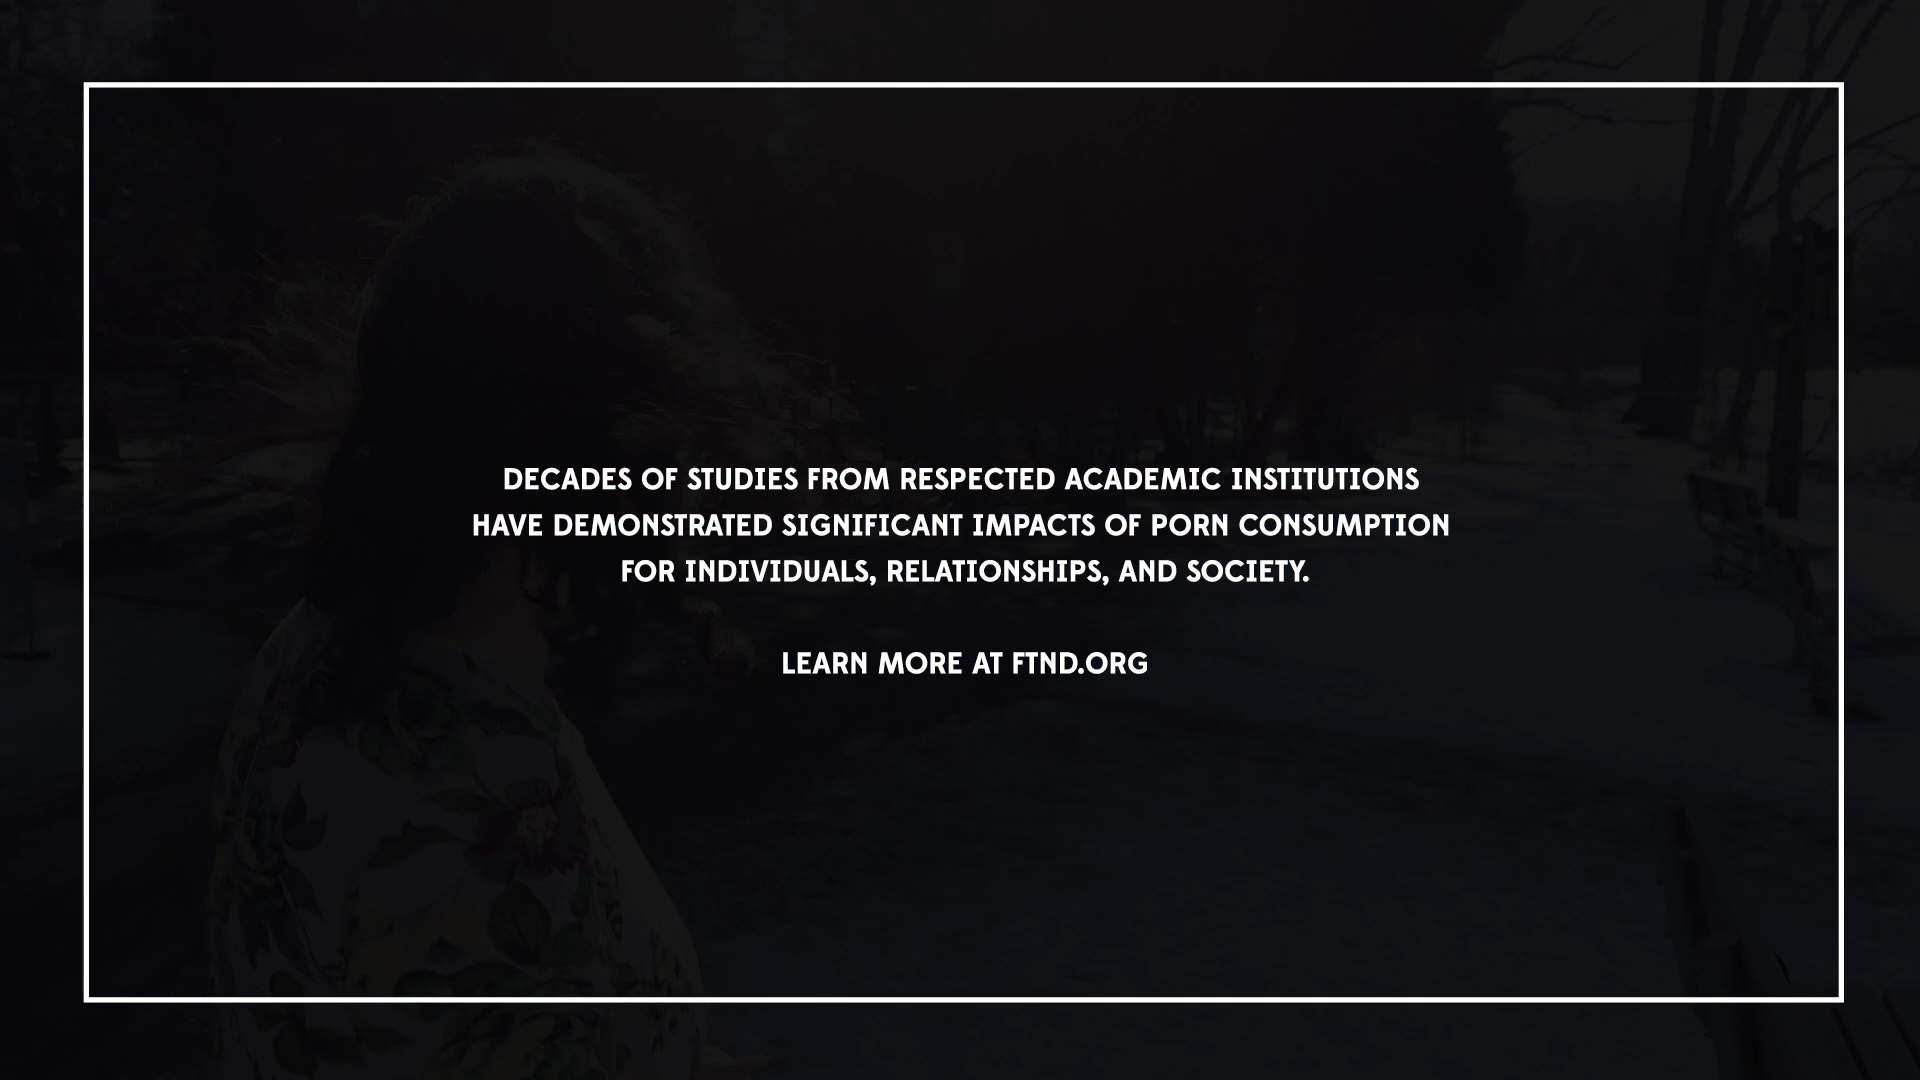 DECADES OF STUDIES FROM RESPECTED ACADEMIC INSTITUTIONS
HAVE DEMONSTRATED SIGNIFICANT IMPACTS OF PORN CONSUMPTION
FOR INDIVIDUALS, RELATIONSHIPS, AND SOCIETY.
LEARN MORE AT FTND.ORG